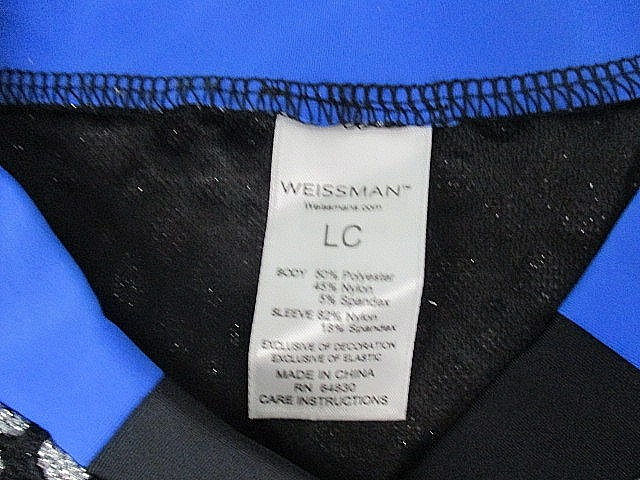 WEISSMAN™
Weissmans.com
LC
BODY 50% Polyester
45% Nylon
5% Spandex
SLEEVE 82% Nylon
18% Spandex
EXCLUSIVE OF DECORATION
EXCLUSIVE OF ELASTIC
MADE IN CHINA
RN 64830
CARE INSTRUCTIONS